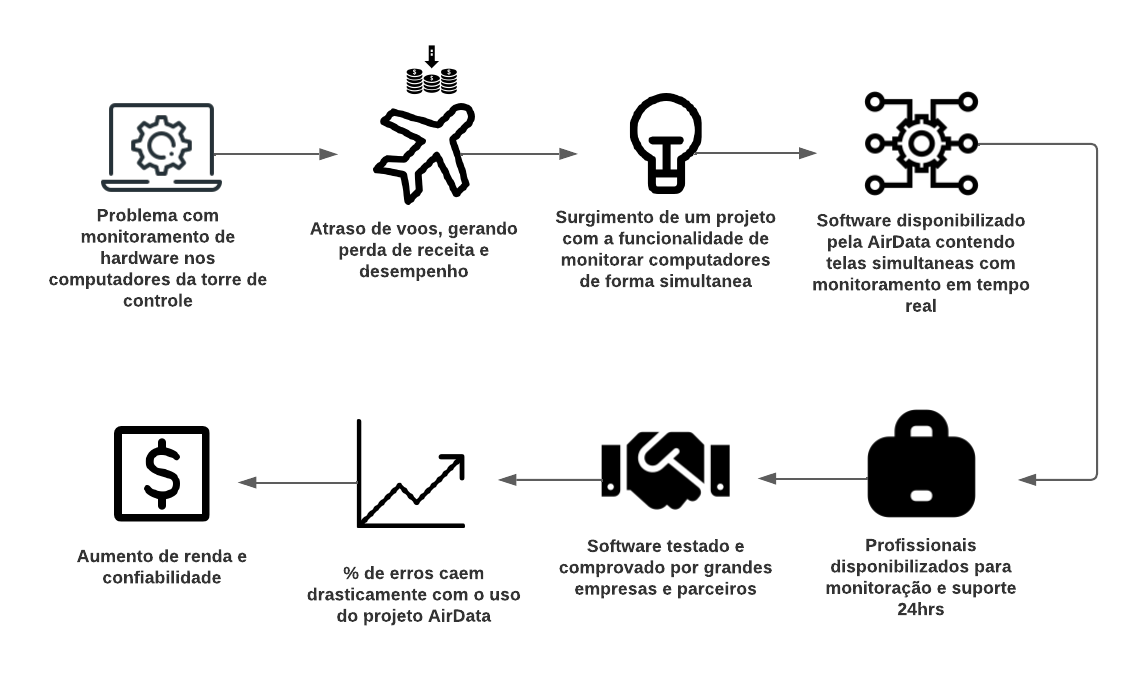 Problema com
monitoramento de
hardware nos
computadores da torre de
controle
Atraso de voos, gerando
perda de receita e
desempenho
Surgimento de um projeto
com a funcionalidade de
monitorar computadores
de forma simultanea
Software disponibilizado
pela AirData contendo
telas simultaneas com
monitoramento em tempo
real
Profissionais
disponibilizados para
monitoração e suporte
24hrs
Software testado e
comprovado por grandes
empresas e parceiros
% de erros caem
drasticamente com o uso
do projeto AirData
$
Aumento de renda e
confiabilidade